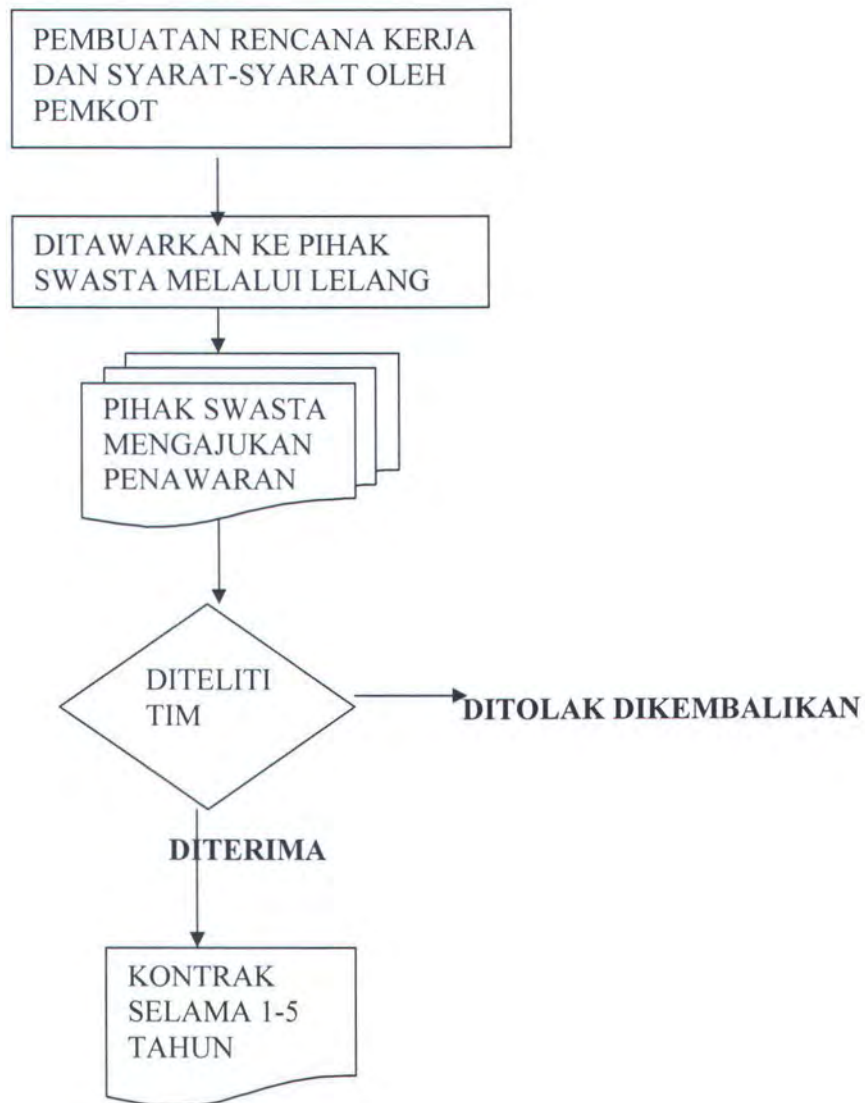 PEMBUATAN RENCANA KERJA
DAN SYARAT-SYARAT OLEH
PEMKOT
DITAWARKAN KE PIHAK
SWASTA MELALUI LELANG
PIHAK SWASTA
MENGAJUKAN
PENAWARAN
DITELITI
TIM
DITOLAK DIKEMBALIKAN
DITERIMA
KONTRAK
SELAMA 1-5
TAHUN